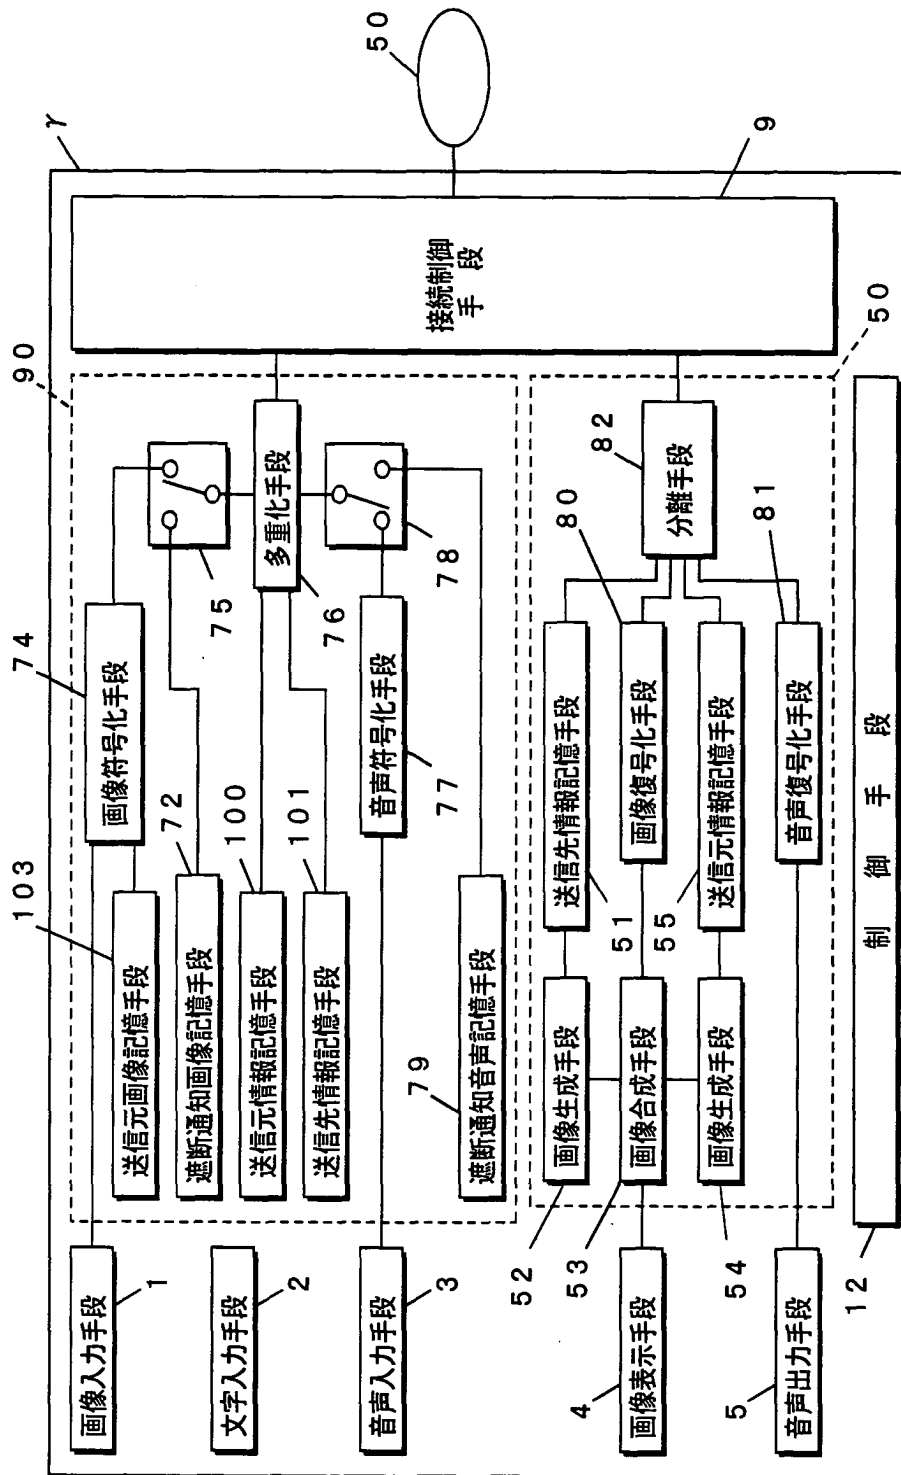 画像入力手段
1
文字入力手段
2
音声入力手段
3
画像表示手段
4
音声出力手段
5
103
送信元画像記憶手段
遮断通知画像記憶手段
72
送信元情報記憶手段
100
送信先情報記憶手段
101
遮断通知音声記憶手段
79
画像符号化手段
74
音声符号化手段
77
75
多重化手段
76
78
90
画像生成手段
52
画像合成手段
53
画像生成手段
54
送信先情報記憶手段
51
画像復号化手段
80
送信元情報記憶手段
55
音声復号化手段
81
分離手段
82
50
接続制御
手　段
9
γ
50
制　御　手　段
12